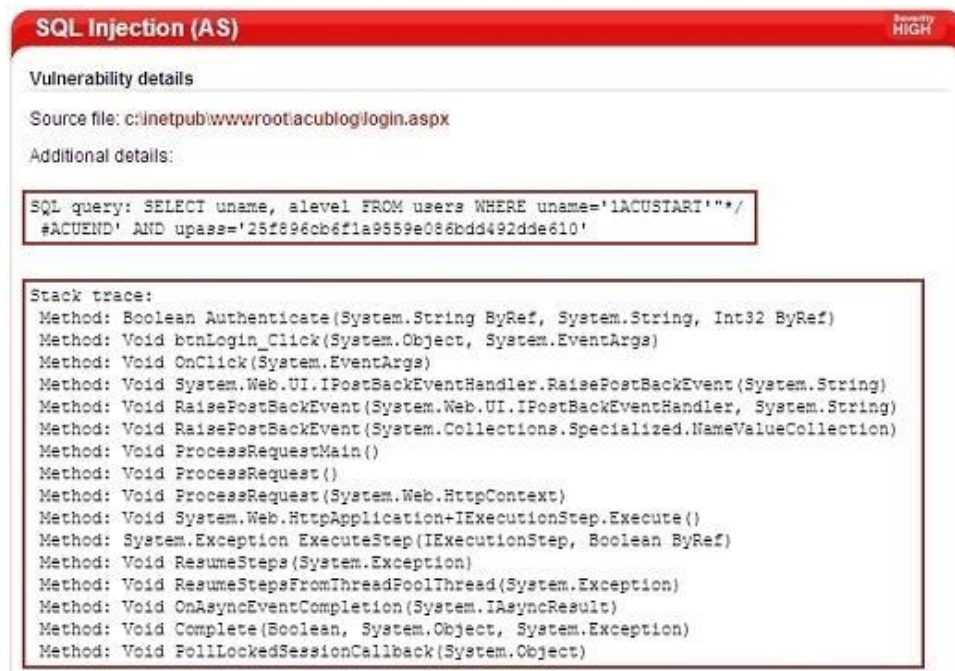 SQL Injection (AS)
Severity
HIGH
Vulnerability details
Source file: c:\inetpub\wwwroot\acublog\login.aspx
Additional details:
SQL query: SELECT uname, alevel FROM users WHERE uname='1ACUSTART'"*/
#ACUEND' AND upass='25f896cb6f1a9559e086bdd492dde610'
Stack trace:
Method: Boolean Authenticate(System.String ByRef, System.String, Int32 ByRef)
Method: Void btnLogin_Click(System.Object, System.EventArgs)
Method: Void OnClick(System.EventArgs)
Method: Void System.Web.UI.IPostBackEventHandler.RaisePostBackEvent(System.String)
Method: Void RaisePostBackEvent(System.Web.UI.IPostBackEventHandler, System.String)
Method: Void RaisePostBackEvent(System.Collections.Specialized.NameValueCollection)
Method: Void ProcessRequestMain()
Method: Void ProcessRequest()
Method: Void ProcessRequest(System.Web.HttpContext)
Method: Void System.Web.HttpApplication+IExecutionStep.Execute()
Method: System.Exception ExecuteStep(IExecutionStep, Boolean ByRef)
Method: Void ResumeSteps(System.Exception)
Method: Void ResumeStepsFromThreadPoolThread(System.Exception)
Method: Void OnAsyncEventCompletion(System.IAsyncResult)
Method: Void Complete(Boolean, System.Object, System.Exception)
Method: Void PollLockedSessionCallback(System.Object)